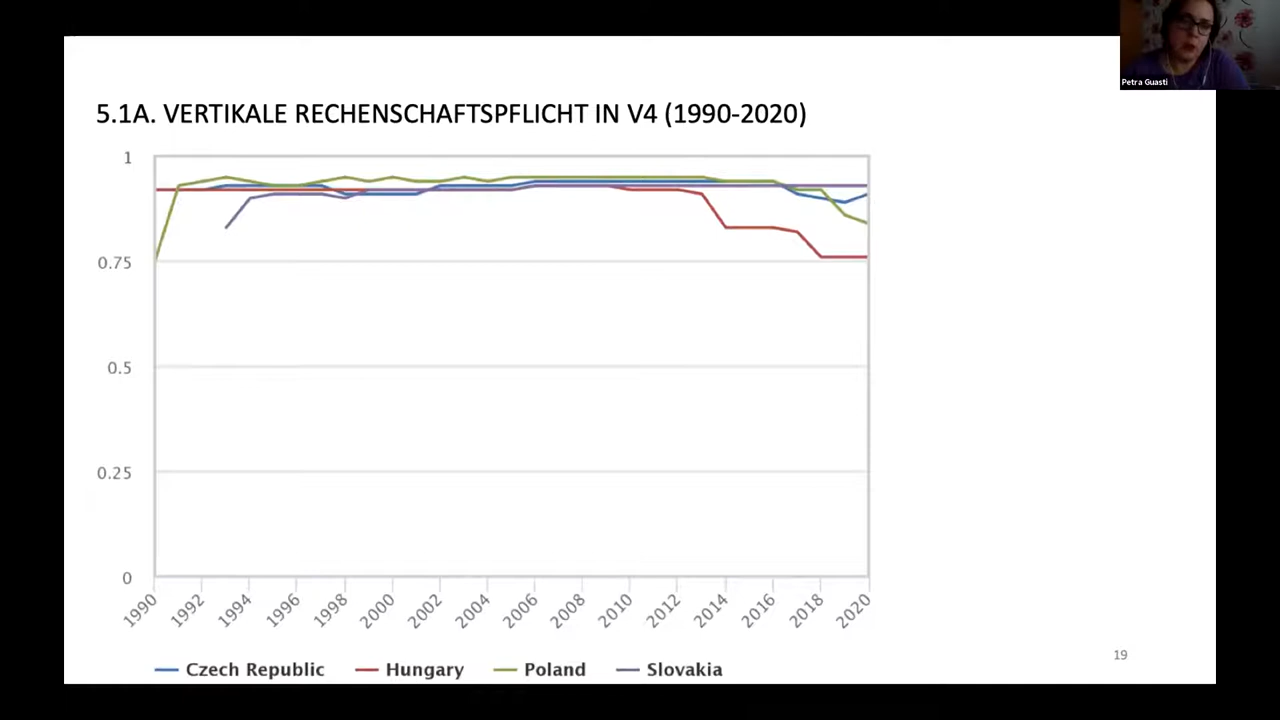 Petra Guasti
5.1A. VERTIKALE RECHENSCHAFTSPFLICHT IN V4 (1990-2020)
1
0.75
0.5
0.25
0
1990 1992 1994 1996 1998 2000 2002 2004 2006 2008 2010 2012 2014 2016 2018 2020
Czech Republic Hungary Poland Slovakia
19